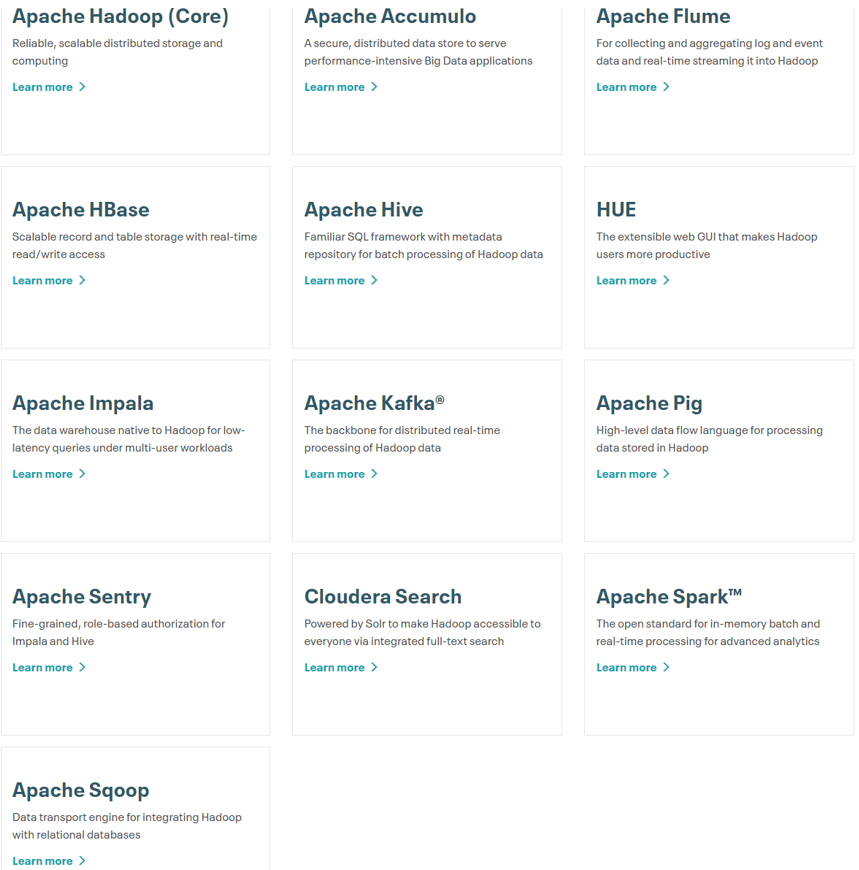 Apache Hadoop (Core)
Reliable, scalable distributed storage and
computing
Learn more
Apache Accumulo
A secure, distributed data store to serve
performance-intensive Big Data applications
Learn more
Apache Flume
For collecting and aggregating log and event
data and real-time streaming it into Hadoop
Learn more
Apache HBase
Scalable record and table storage with real-time
read/write access
Learn more
Apache Hive
Familiar SQL framework with metadata
repository for batch processing of Hadoop data
Learn more
HUE
The extensible web GUI that makes Hadoop
users more productive
Learn more
Apache Impala
The data warehouse native to Hadoop for low-
latency queries under multi-user workloads
Learn more
Apache Kafka®
The backbone for distributed real-time
processing of Hadoop data
Learn more
Apache Pig
High-level data flow language for processing
data stored in Hadoop
Learn more
Apache Sentry
Fine-grained, role-based authorization for
Impala and Hive
Learn more
Cloudera Search
Powered by Solr to make Hadoop accessible to
everyone via integrated full-text search
Learn more
Apache Spark™
The open standard for in-memory batch and
real-time processing for advanced analytics
Learn more
Apache Sqoop
Data transport engine for integrating Hadoop
with relational databases
Learn more